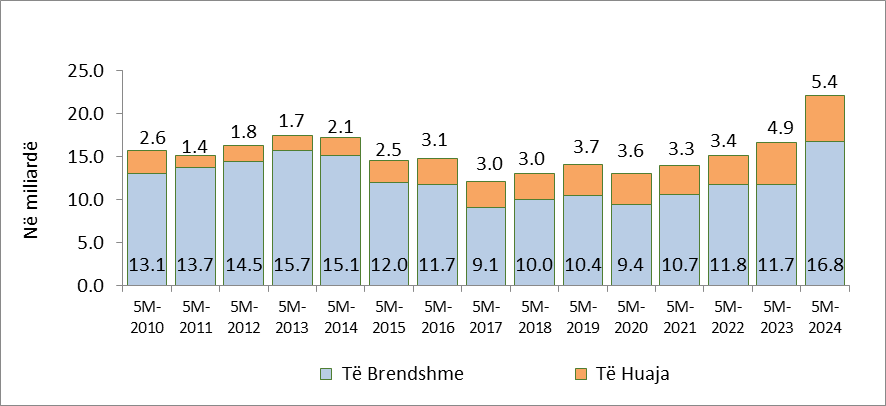 Në miliardë
25.0
20.0
15.0
10.0
5.0
0.0
2.6 1.4 1.8 1.7 2.1 2.5 3.1 3.0 3.0 3.7 3.6 3.3 3.4 4.9 5.4
13.1 13.7 14.5 15.7 15.1 12.0 11.7 9.1 10.0 10.4 9.4 10.7 11.8 11.7 16.8
5M- 5M- 5M- 5M- 5M- 5M- 5M- 5M- 5M- 5M- 5M- 5M- 5M- 5M- 5M-
2010 2011 2012 2013 2014 2015 2016 2017 2018 2019 2020 2021 2022 2023 2024
Të Brendshme Të Huaja